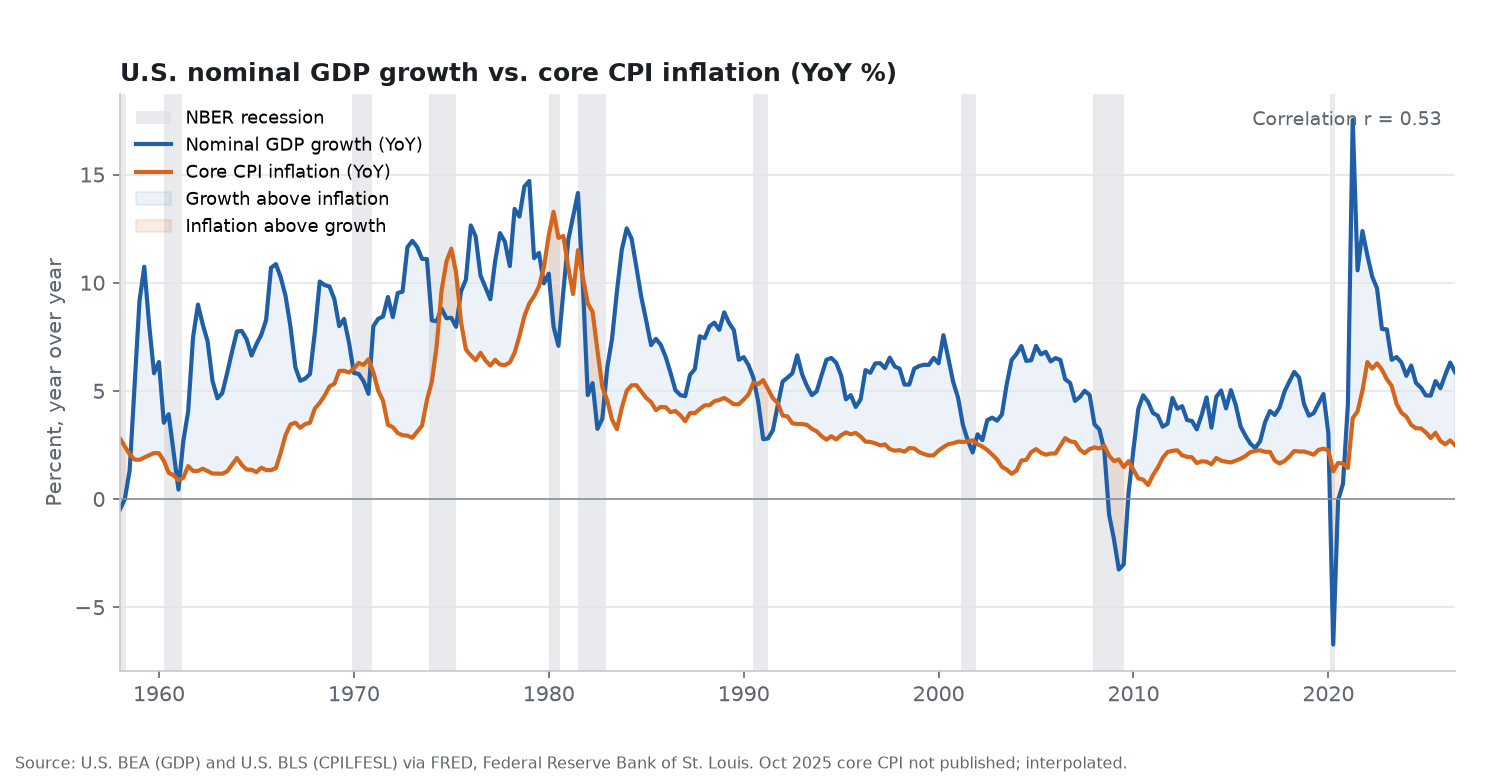 U.S. nominal GDP growth vs. core CPI inflation (YoY %)
NBER recession
Nominal GDP growth (YoY)
Core CPI inflation (YoY)
Growth above inflation
Inflation above growth
Correlation r = 0.53
Percent, year over year
15
10
5
0
−5
1960
1970
1980
1990
2000
2010
2020
Source: U.S. BEA (GDP) and U.S. BLS (CPILFESL) via FRED, Federal Reserve Bank of St. Louis. Oct 2025 core CPI not published; interpolated.